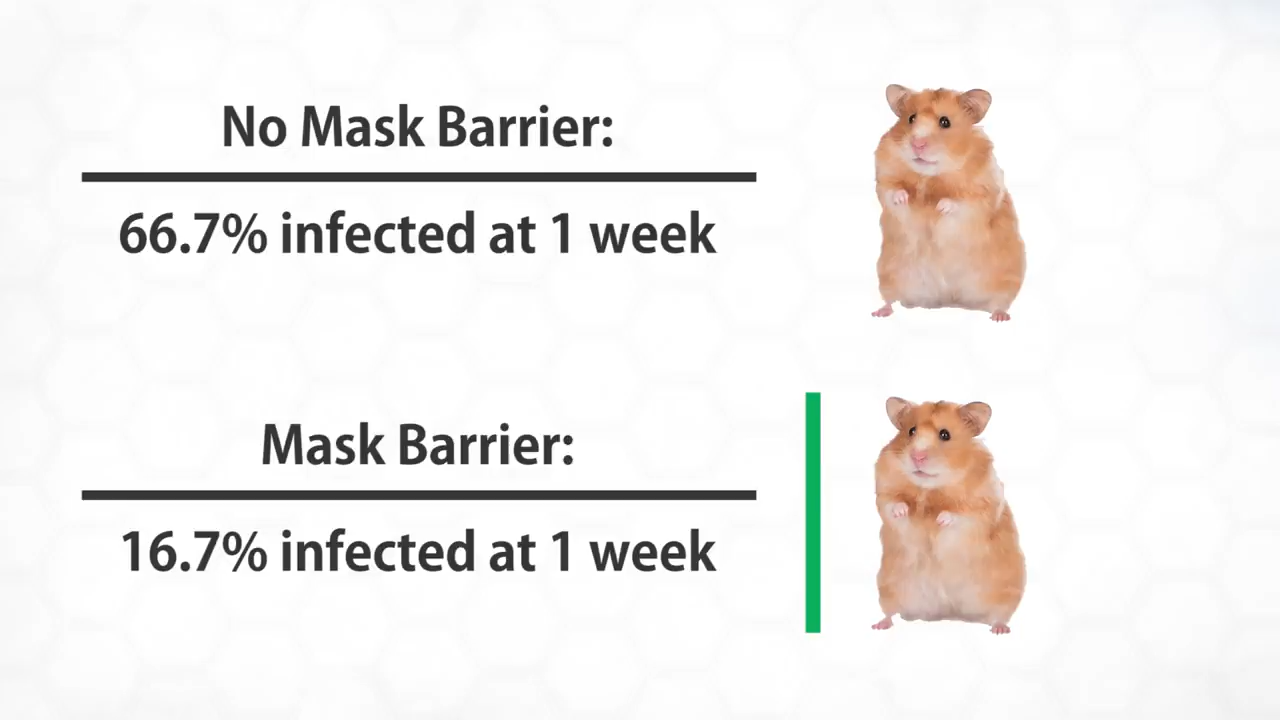 No Mask Barrier:
66.7% infected at 1 week
Mask Barrier:
16.7% infected at 1 week